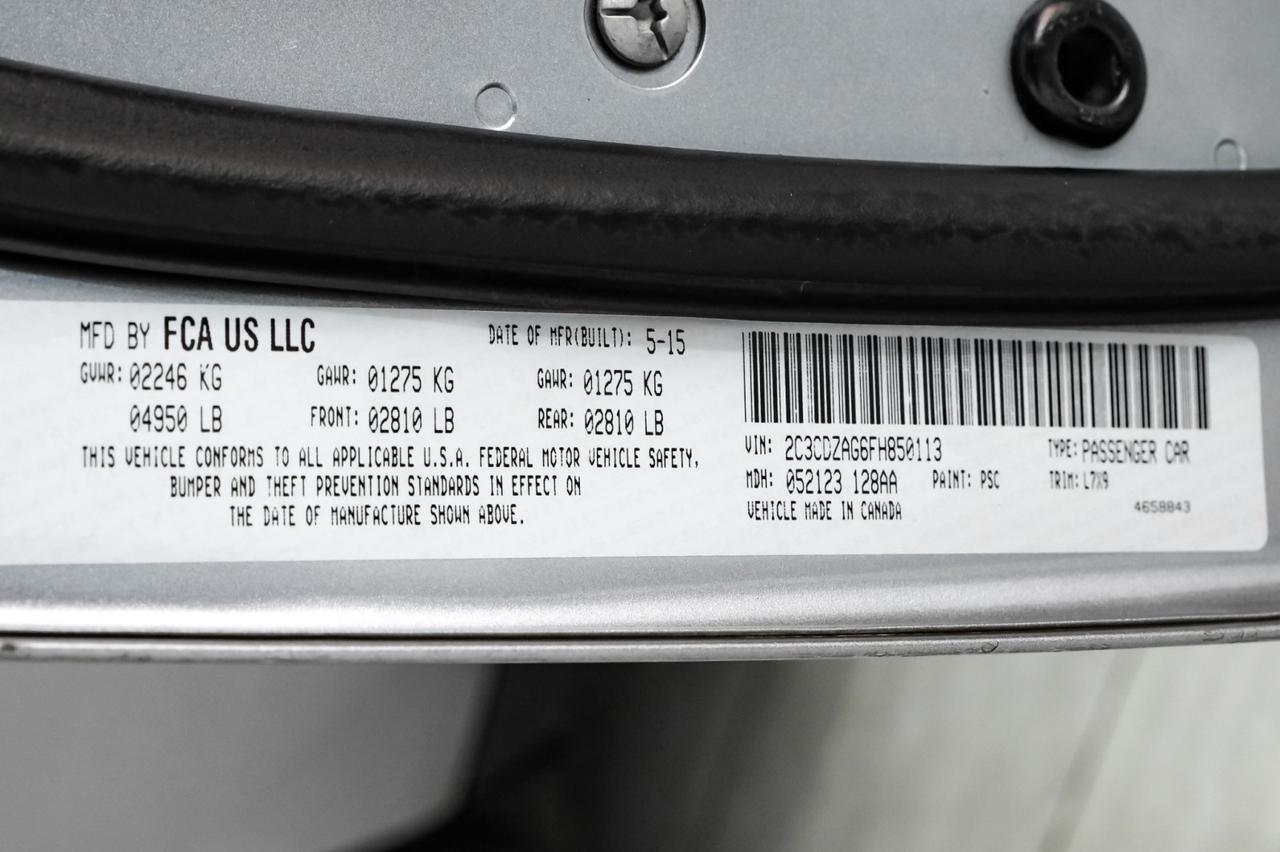 MFD BY FCA US LLC DATE OF MFR(BUILT): 5-15
GVWR: 02246 KG GAWR: 01275 KG GAWR: 01275 KG
04950 LB FRONT: 02810 LB REAR: 02810 LB
THIS VEHICLE CONFORMS TO ALL APPLICABLE U.S.A. FEDERAL MOTOR VEHICLE SAFETY,
BUMPER AND THEFT PREVENTION STANDARDS IN EFFECT ON
THE DATE OF MANUFACTURE SHOWN ABOVE.
VIN: 2C3CDZAG6FH850113 TYPE: PASSENGER CAR
MDH: 052123 128AA PAINT: PSC TRIM: L7X9
VEHICLE MADE IN CANADA
4658843